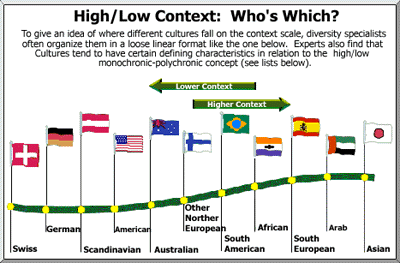 High/Low Context: Who's Which?
To give an idea of where different cultures fall on the context scale, diversity specialists
often organize them in a loose linear format like the one below. Experts also find that
Cultures tend to have certain defining characteristics in relation to the high/low
monochronic-polychronic concept (see lists below).
Lower Context
Higher Context
Swiss
German
Scandinavian
American
Australian
Other
Norther
European
South
American
African
South
European
Arab
Asian